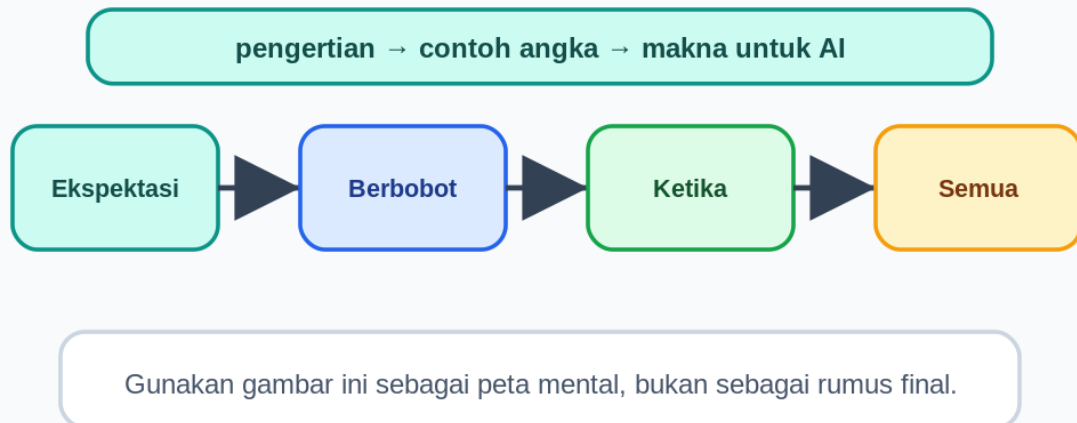 pengertian → contoh angka → makna untuk AI
Ekspektasi
Berbobot
Ketika
Semua
Gunakan gambar ini sebagai peta mental, bukan sebagai rumus final.